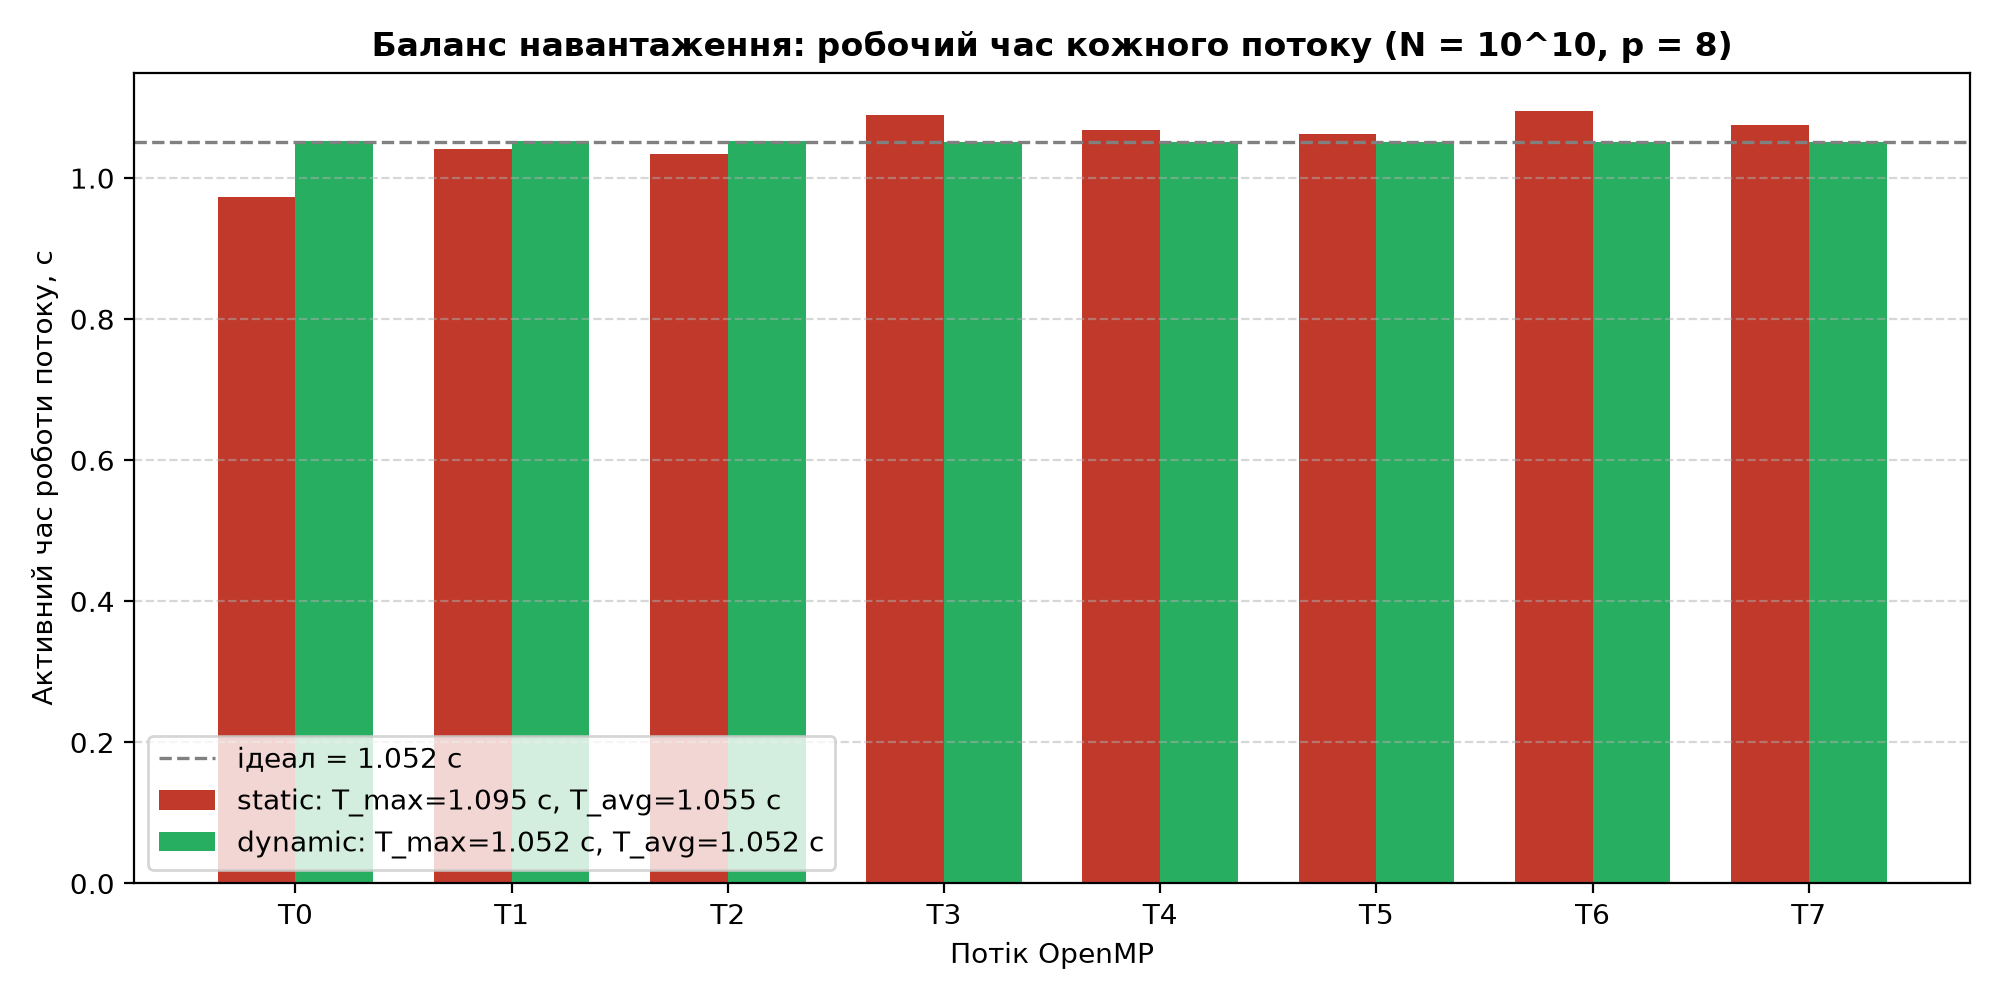 Баланс навантаження: робочий час кожного потоку (N = 10^10, p = 8)
Активний час роботи потоку, с
1.0
0.8
0.6
0.4
0.2
0.0
ідеал = 1.052 с
static: T_max=1.095 с, T_avg=1.055 с
dynamic: T_max=1.052 с, T_avg=1.052 с
T0 T1 T2 T3 T4 T5 T6 T7
Потік OpenMP